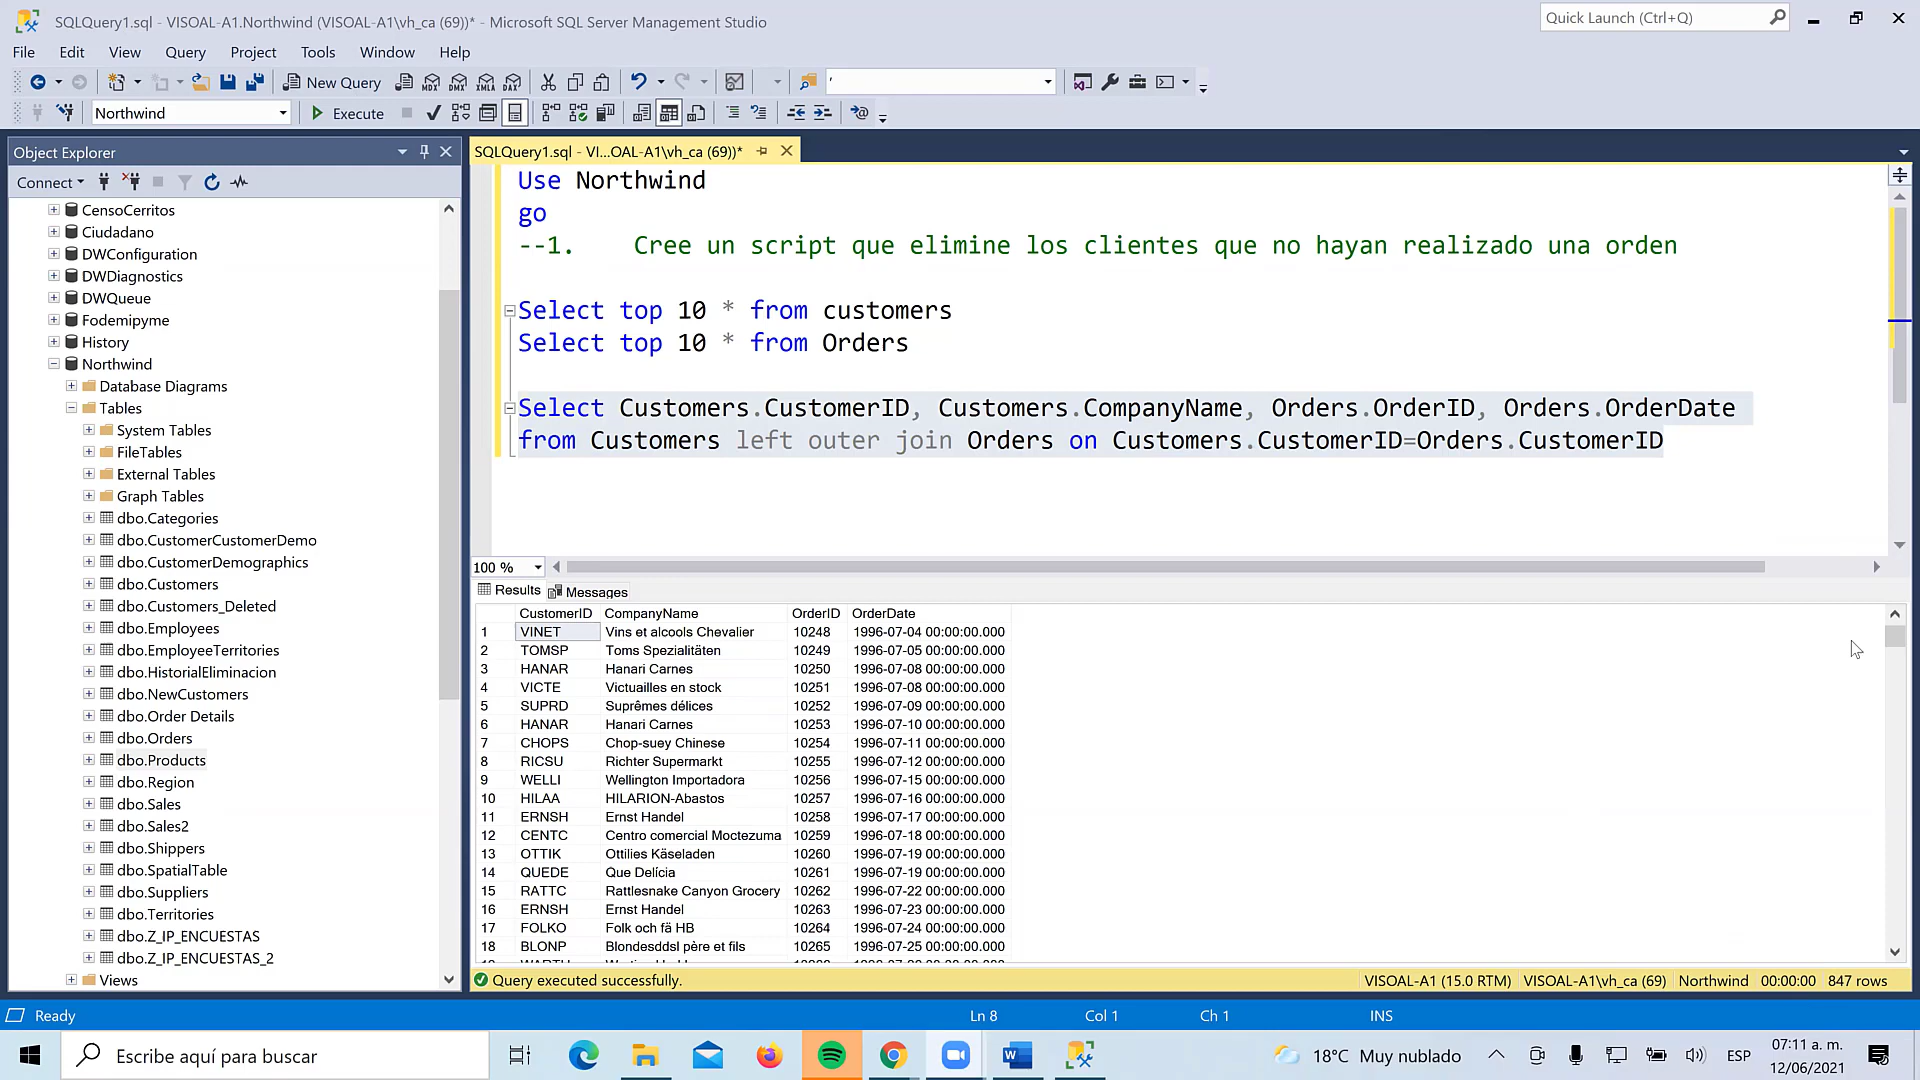 SQLQuery1.sql - VISOAL-A1.Northwind (VISOAL-A1\vh_ca (69))* - Microsoft SQL Server Management Studio
Quick Launch (Ctrl+Q)
File Edit View Query Project Tools Window Help
New Query
MDX DMX XMLA DAX
'
Northwind
Execute
Object Explorer
SQLQuery1.sql - VI...OAL-A1\vh_ca (69))*
Connect
CensoCerritos
Ciudadano
DWConfiguration
DWDiagnostics
DWQueue
Fodemipyme
History
Northwind
Database Diagrams
Tables
System Tables
FileTables
External Tables
Graph Tables
dbo.Categories
dbo.CustomerCustomerDemo
dbo.CustomerDemographics
dbo.Customers
dbo.Customers_Deleted
dbo.Employees
dbo.EmployeeTerritories
dbo.HistorialEliminacion
dbo.NewCustomers
dbo.Order Details
dbo.Orders
dbo.Products
dbo.Region
dbo.Sales
dbo.Sales2
dbo.Shippers
dbo.SpatialTable
dbo.Suppliers
dbo.Territories
dbo.Z_IP_ENCUESTAS
dbo.Z_IP_ENCUESTAS_2
Views
Use Northwind
go
--1. Cree un script que elimine los clientes que no hayan realizado una orden
Select top 10 * from customers
Select top 10 * from Orders
Select Customers.CustomerID, Customers.CompanyName, Orders.OrderID, Orders.OrderDate
from Customers left outer join Orders on Customers.CustomerID=Orders.CustomerID
100 %
Results Messages
CustomerID CompanyName OrderID OrderDate
1 VINET Vins et alcools Chevalier 10248 1996-07-04 00:00:00.000
2 TOMSP Toms Spezialitäten 10249 1996-07-05 00:00:00.000
3 HANAR Hanari Carnes 10250 1996-07-08 00:00:00.000
4 VICTE Victuailles en stock 10251 1996-07-08 00:00:00.000
5 SUPRD Suprêmes délices 10252 1996-07-09 00:00:00.000
6 HANAR Hanari Carnes 10253 1996-07-10 00:00:00.000
7 CHOPS Chop-suey Chinese 10254 1996-07-11 00:00:00.000
8 RICSU Richter Supermarkt 10255 1996-07-12 00:00:00.000
9 WELLI Wellington Importadora 10256 1996-07-15 00:00:00.000
10 HILAA HILARION-Abastos 10257 1996-07-16 00:00:00.000
11 ERNSH Ernst Handel 10258 1996-07-17 00:00:00.000
12 CENTC Centro comercial Moctezuma 10259 1996-07-18 00:00:00.000
13 OTTIK Ottilies Käseladen 10260 1996-07-19 00:00:00.000
14 QUEDE Que Delícia 10261 1996-07-19 00:00:00.000
15 RATTC Rattlesnake Canyon Grocery 10262 1996-07-22 00:00:00.000
16 ERNSH Ernst Handel 10263 1996-07-23 00:00:00.000
17 FOLKO Folk och fä HB 10264 1996-07-24 00:00:00.000
18 BLONP Blondesddsl père et fils 10265 1996-07-25 00:00:00.000
Query executed successfully.
VISOAL-A1 (15.0 RTM) VISOAL-A1\vh_ca (69) Northwind 00:00:00 847 rows
Ready Ln 8 Col 1 Ch 1 INS
Escribe aquí para buscar
18°C Muy nublado
ESP
07:11 a. m.
12/06/2021